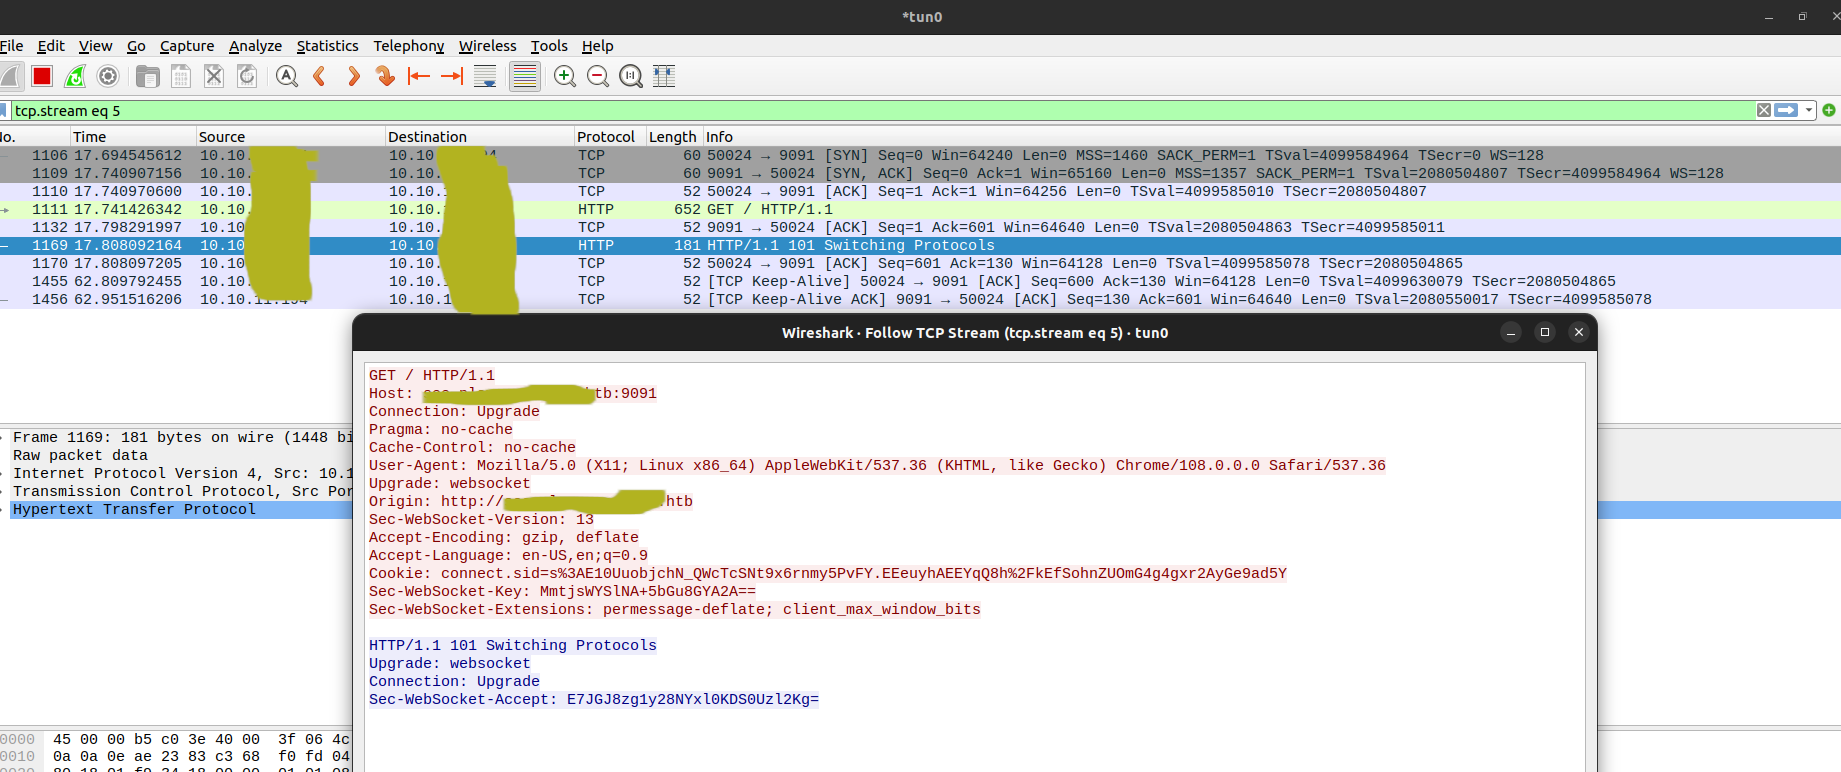 *tun0
File Edit View Go Capture Analyze Statistics Telephony Wireless Tools Help
tcp.stream eq 5
No. Time Source Destination Protocol Length Info
1106 17.694545612 10.10. 10.10. TCP 60 50024 → 9091 [SYN] Seq=0 Win=64240 Len=0 MSS=1460 SACK_PERM=1 TSval=4099584964 TSecr=0 WS=128
1109 17.740907156 10.10. 10.10. TCP 60 9091 → 50024 [SYN, ACK] Seq=0 Ack=1 Win=65160 Len=0 MSS=1357 SACK_PERM=1 TSval=2080504807 TSecr=4099584964 WS=128
1110 17.740970600 10.10. 10.10. TCP 52 50024 → 9091 [ACK] Seq=1 Ack=1 Win=64256 Len=0 TSval=4099585010 TSecr=2080504807
1111 17.741426342 10.10. 10.10. HTTP 652 GET / HTTP/1.1
1132 17.798291997 10.10 10.10. TCP 52 9091 → 50024 [ACK] Seq=1 Ack=601 Win=64640 Len=0 TSval=2080504863 TSecr=4099585011
1169 17.808092164 10.10 10.10 HTTP 181 HTTP/1.1 101 Switching Protocols
1170 17.808097205 10.10 10.10. TCP 52 50024 → 9091 [ACK] Seq=601 Ack=130 Win=64128 Len=0 TSval=4099585078 TSecr=2080504865
1455 62.809792455 10.10. 10.10. TCP 52 [TCP Keep-Alive] 50024 → 9091 [ACK] Seq=600 Ack=130 Win=64128 Len=0 TSval=4099630079 TSecr=2080504865
1456 62.951516206 10.10. 10.10.1 TCP 52 [TCP Keep-Alive ACK] 9091 → 50024 [ACK] Seq=130 Ack=601 Win=64640 Len=0 TSval=2080550017 TSecr=4099585078
Wireshark · Follow TCP Stream (tcp.stream eq 5) · tun0
GET / HTTP/1.1
Host: tb:9091
Connection: Upgrade
Pragma: no-cache
Cache-Control: no-cache
User-Agent: Mozilla/5.0 (X11; Linux x86_64) AppleWebKit/537.36 (KHTML, like Gecko) Chrome/108.0.0.0 Safari/537.36
Upgrade: websocket
Origin: http:// htb
Sec-WebSocket-Version: 13
Accept-Encoding: gzip, deflate
Accept-Language: en-US,en;q=0.9
Cookie: connect.sid=s%3AE10UuobjchN_QWcTcSNt9x6rnmy5PvFY.EEeuyhAEEYqQ8h%2FkEfSohnZUOmG4g4gxr2AyGe9ad5Y
Sec-WebSocket-Key: MmtjsWYSlNA+5bGu8GYA2A==
Sec-WebSocket-Extensions: permessage-deflate; client_max_window_bits
HTTP/1.1 101 Switching Protocols
Upgrade: websocket
Connection: Upgrade
Sec-WebSocket-Accept: E7JGJ8zg1y28NYxl0KDS0Uzl2Kg=
Frame 1169: 181 bytes on wire (1448 bi
Raw packet data
Internet Protocol Version 4, Src: 10.1
Transmission Control Protocol, Src Por
Hypertext Transfer Protocol
0000 45 00 00 b5 c0 3e 40 00 3f 06 4c
0010 0a 0a 0e ae 23 83 c3 68 f0 fd 04